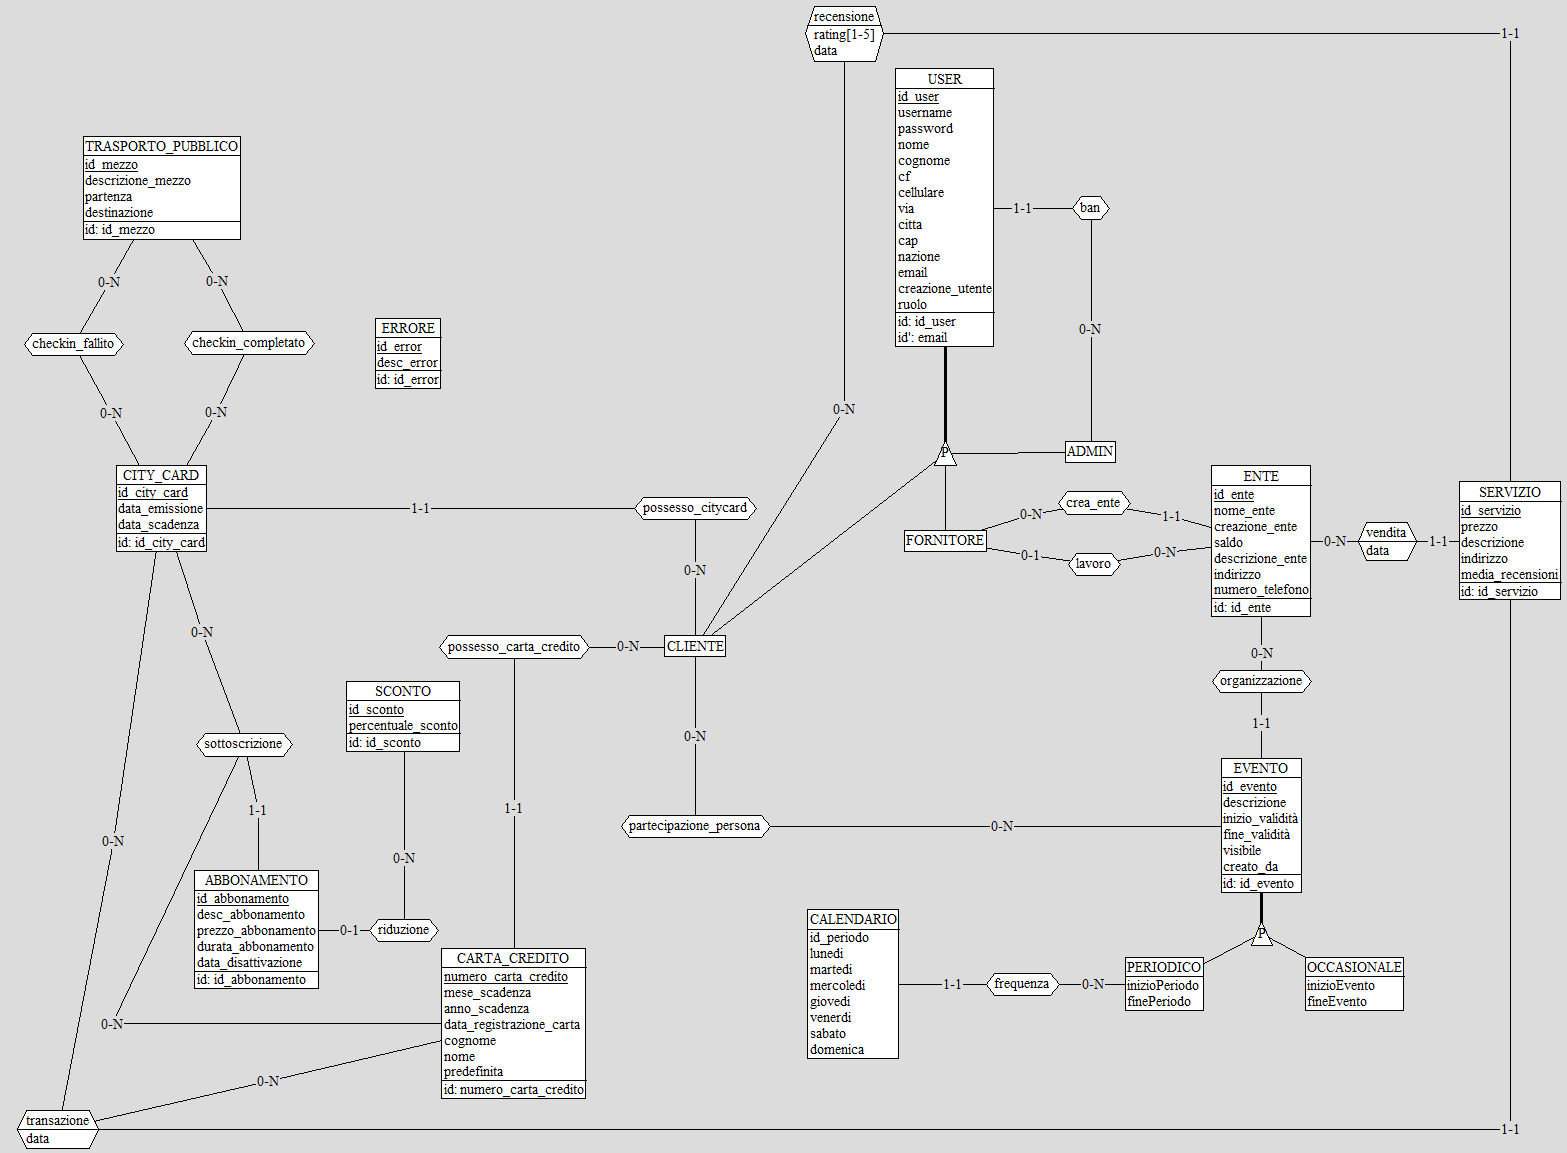 recensione
rating[1-5]
data
1-1
USER
id_user
username
password
nome
cognome
cf
cellulare
via
citta
cap
nazione
email
creazione_utente
ruolo
id: id_user
id': email
1-1
ban
0-N
TRASPORTO_PUBBLICO
id_mezzo
descrizione_mezzo
partenza
destinazione
id: id_mezzo
0-N
0-N
checkin_fallito
checkin_completato
0-N
0-N
ERRORE
id_error
desc_error
id: id_error
0-N
P
ADMIN
CITY_CARD
id_city_card
data_emissione
data_scadenza
id: id_city_card
1-1
possesso_citycard
0-N
FORNITORE
0-N
crea_ente
1-1
0-1
lavoro
0-N
ENTE
id_ente
nome_ente
creazione_ente
saldo
descrizione_ente
indirizzo
numero_telefono
id: id_ente
0-N
vendita
data
1-1
SERVIZIO
id_servizio
prezzo
descrizione
indirizzo
media_recensioni
id: id_servizio
0-N
possesso_carta_credito
0-N
CLIENTE
0-N
organizzazione
1-1
SCONTO
id_sconto
percentuale_sconto
id: id_sconto
sottoscrizione
0-N
1-1
1-1
0-N
0-N
partecipazione_persona
0-N
EVENTO
id_evento
descrizione
inizio_validità
fine_validità
visibile
creato_da
id: id_evento
ABBONAMENTO
id_abbonamento
desc_abbonamento
prezzo_abbonamento
durata_abbonamento
data_disattivazione
id: id_abbonamento
0-1
riduzione
CARTA_CREDITO
numero_carta_credito
mese_scadenza
anno_scadenza
data_registrazione_carta
cognome
nome
predefinita
id: numero_carta_credito
CALENDARIO
id_periodo
lunedi
martedi
mercoledi
giovedi
venerdi
sabato
domenica
1-1
frequenza
0-N
P
PERIODICO
inizioPeriodo
finePeriodo
OCCASIONALE
inizioEvento
fineEvento
0-N
0-N
transazione
data
1-1